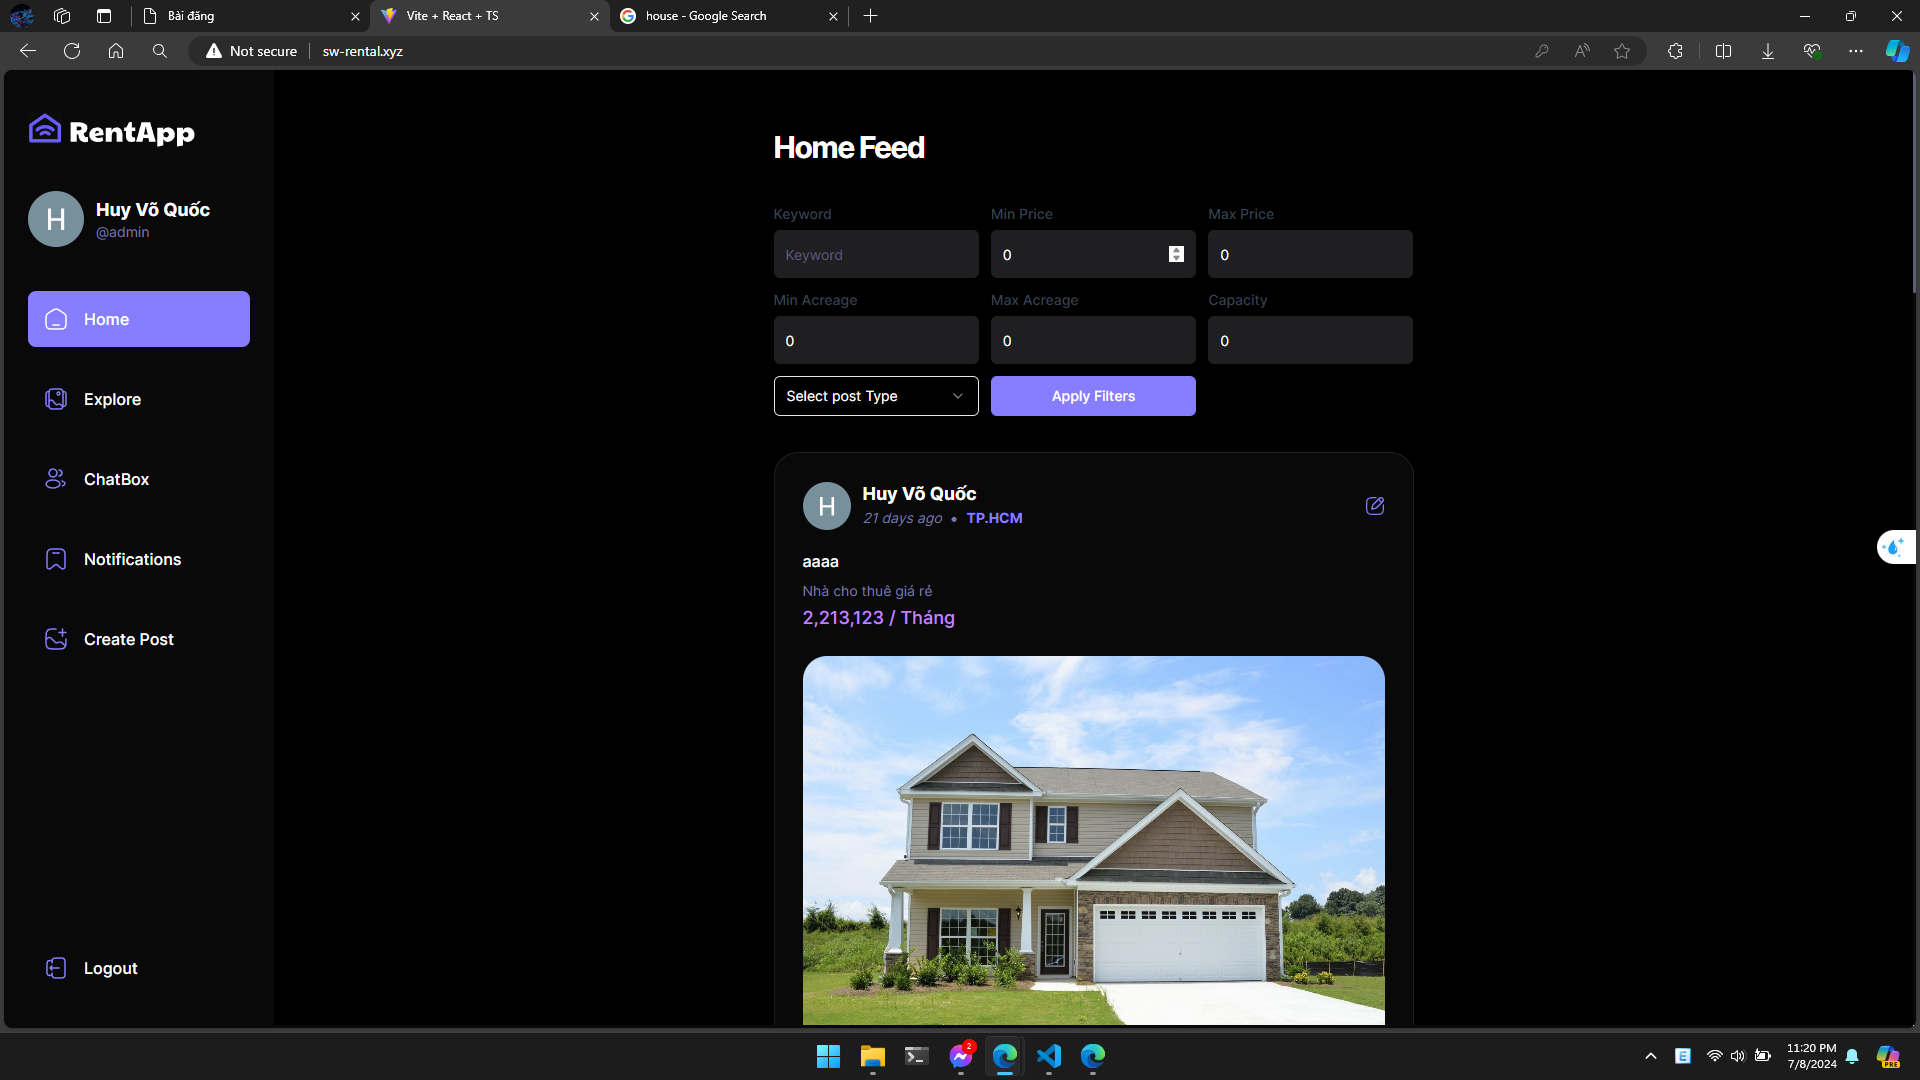 Bài đăng
Vite + React + TS
house - Google Search
Not secure
sw-rental.xyz
RentApp
H
Huy Võ Quốc
@admin
Home
Explore
ChatBox
Notifications
Create Post
Logout
Home Feed
Keyword
Min Price
Max Price
Keyword
0
0
Min Acreage
Max Acreage
Capacity
0
0
0
Select post Type
Apply Filters
H
Huy Võ Quốc
21 days ago • TP.HCM
aaaa
Nhà cho thuê giá rẻ
2,213,123 / Tháng
2
E
11:20 PM
7/8/2024
PRE